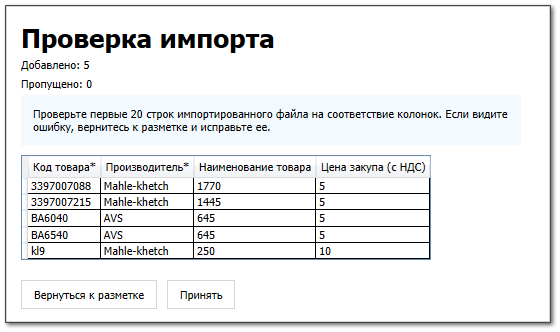 Проверка импорта
Добавлено: 5
Пропущено: 0
Проверьте первые 20 строк импортированного файла на соответствие колонок. Если видите
ошибку, вернитесь к разметке и исправьте ее.
Код товара* Производитель* Наименование товара Цена закупа (с НДС)
3397007088 Mahle-khetch 1770 5
3397007215 Mahle-khetch 1445 5
BA6040 AVS 645 5
BA6540 AVS 645 5
kl9 Mahle-khetch 250 10
Вернуться к разметке Принять